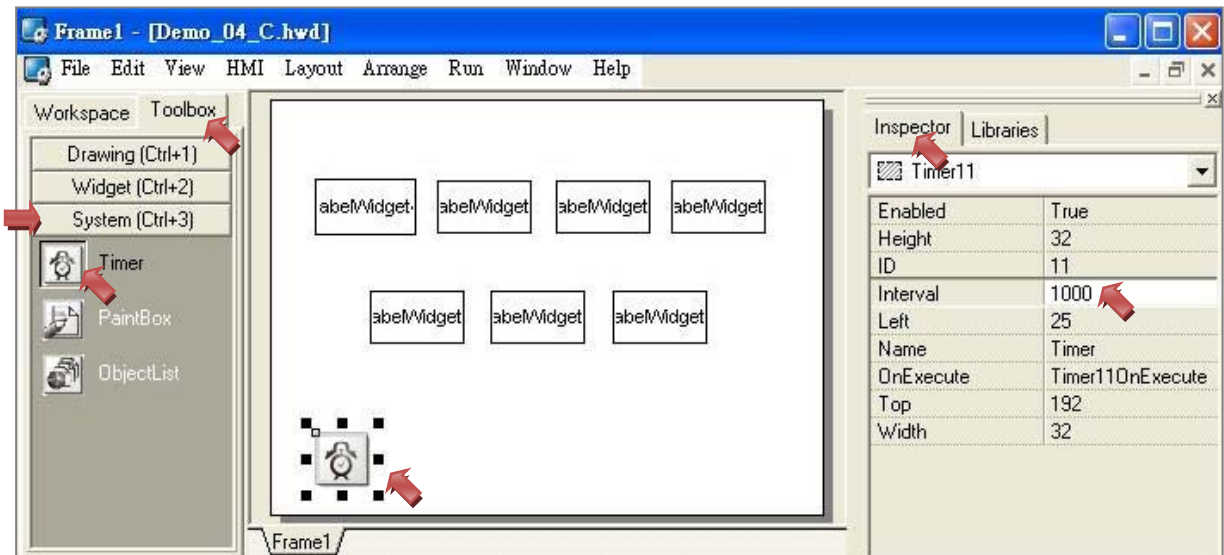 Frame1 - [Demo_04_C.hwd]
File Edit View HMI Layout Arrange Run Window Help
Workspace Toolbox
Drawing (Ctrl+1)
Widget (Ctrl+2)
System (Ctrl+3)
Timer
PaintBox
ObjectList
abelWidget abelWidget abelWidget abelWidget
abelWidget abelWidget abelWidget
Frame1
Inspector Libraries
Timer11
Enabled True
Height 32
ID 11
Interval 1000
Left 25
Name Timer
OnExecute Timer11OnExecute
Top 192
Width 32